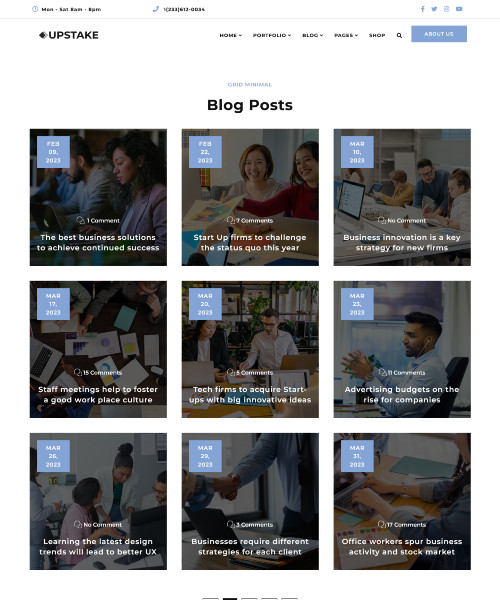 Mon - Sat 8am - 8pm
1(233)612-0034
UPSTAKE
HOME PORTFOLIO BLOG PAGES SHOP
ABOUT US
GRID MINIMAL
Blog Posts
FEB
09,
2023
1 Comment
The best business solutions
to achieve continued success
FEB
22,
2023
7 Comments
Start Up firms to challenge
the status quo this year
MAR
10,
2023
No Comment
Business innovation is a key
strategy for new firms
MAR
17,
2023
15 Comments
Staff meetings help to foster
a good work place culture
MAR
20,
2023
5 Comments
Tech firms to acquire Start-
ups with big innovative ideas
MAR
23,
2023
11 Comments
Advertising budgets on the
rise for companies
MAR
26,
2023
No Comment
Learning the latest design
trends will lead to better UX
MAR
29,
2023
3 Comments
Businesses require different
strategies for each client
MAR
31,
2023
17 Comments
Office workers spur business
activity and stock market